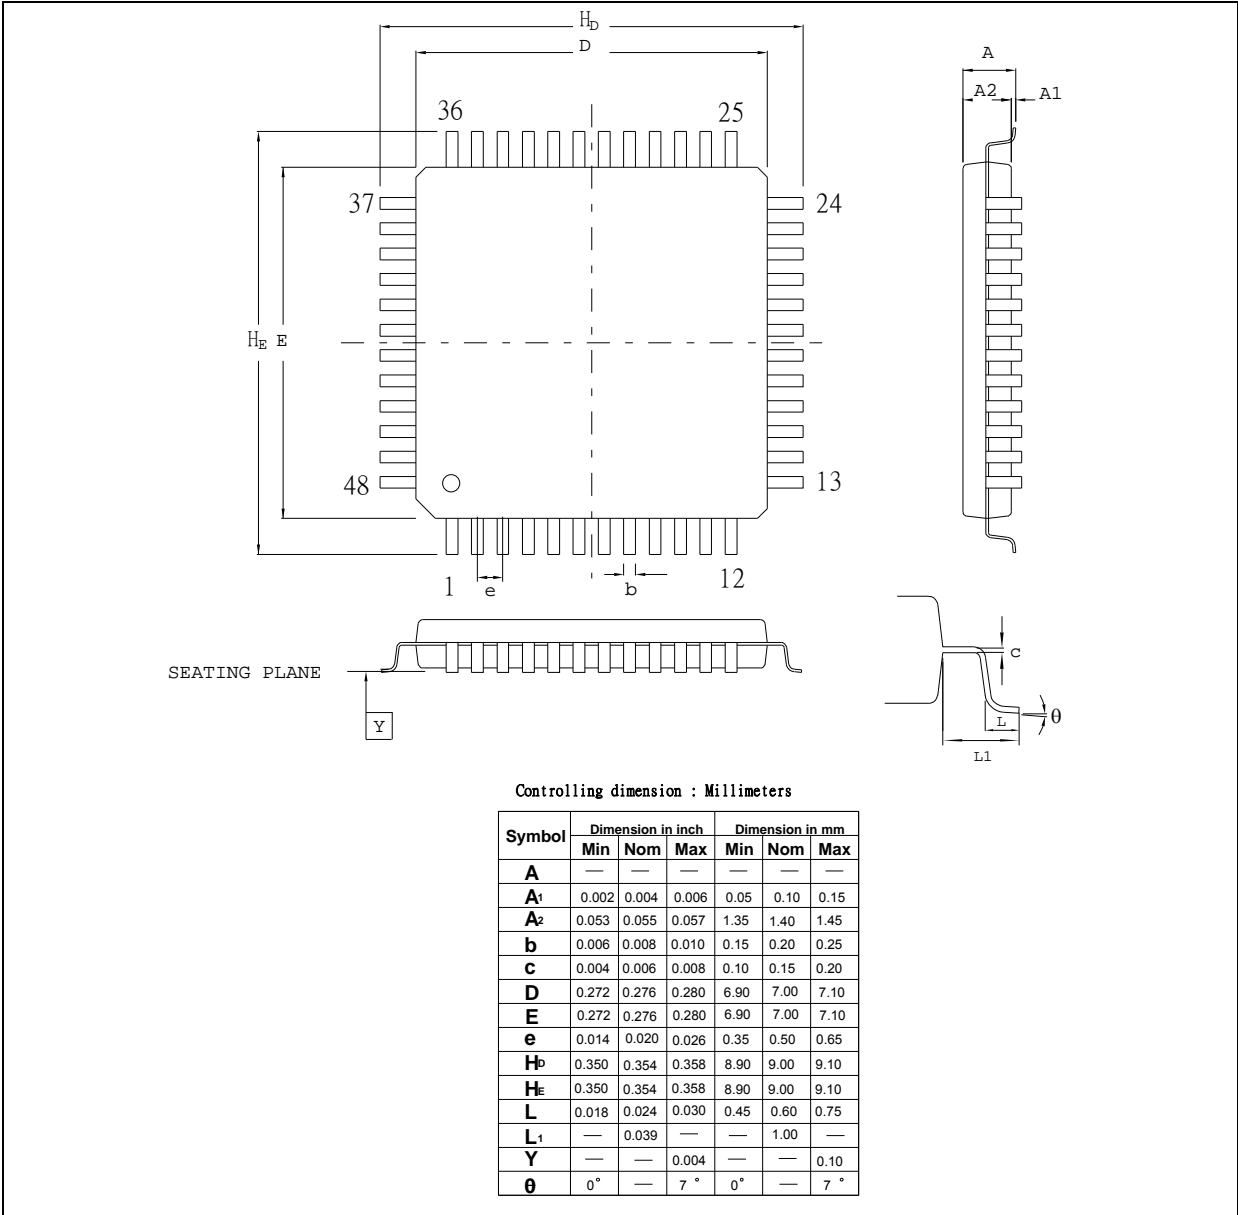 HD
D
A
A2 A1
36 25
37 24
HE E
48 13
1 e b 12
SEATING PLANE
Y
c
L θ
L1
Controlling dimension : Millimeters
Symbol Dimension in inch Dimension in mm
Min Nom Max Min Nom Max
A — — — — — —
A1 0.002 0.004 0.006 0.05 0.10 0.15
A2 0.053 0.055 0.057 1.35 1.40 1.45
b 0.006 0.008 0.010 0.15 0.20 0.25
c 0.004 0.006 0.008 0.10 0.15 0.20
D 0.272 0.276 0.280 6.90 7.00 7.10
E 0.272 0.276 0.280 6.90 7.00 7.10
e 0.014 0.020 0.026 0.35 0.50 0.65
HD 0.350 0.354 0.358 8.90 9.00 9.10
HE 0.350 0.354 0.358 8.90 9.00 9.10
L 0.018 0.024 0.030 0.45 0.60 0.75
L1 — 0.039 — — 1.00 —
Y — — 0.004 — — 0.10
θ 0° — 7 ° 0° — 7 °